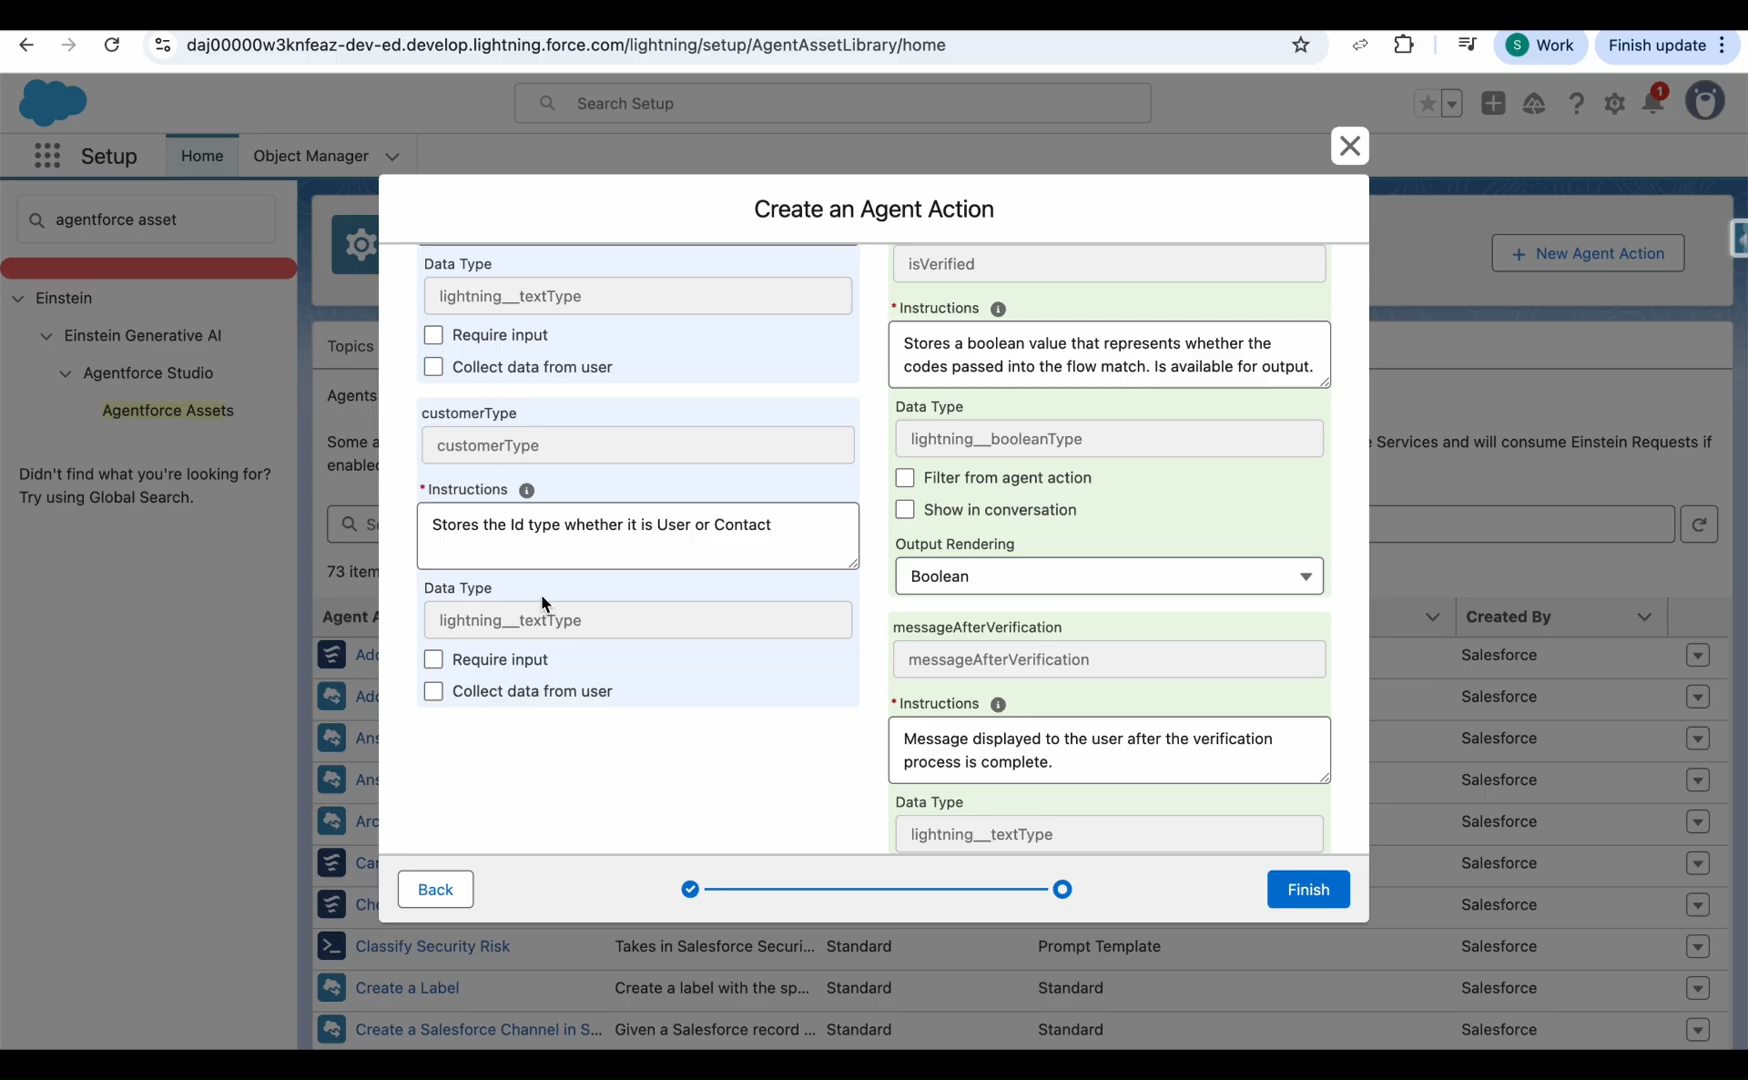 daj00000w3knfeaz-dev-ed.develop.lightning.force.com/lightning/setup/AgentAssetLibrary/home
S Work
Finish update
Search Setup
1
Setup
Home
Object Manager
Create an Agent Action
agentforce asset
Einstein
Einstein Generative AI
Agentforce Studio
Agentforce Assets
Didn't find what you're looking for?
Try using Global Search.
+ New Agent Action
Topics
Agents
Some a
enabled
Services and will consume Einstein Requests if
73 item
Data Type
lightning__textType
Require input
Collect data from user
customerType
customerType
*Instructions
Stores the Id type whether it is User or Contact
Data Type
lightning__textType
Require input
Collect data from user
isVerified
*Instructions
Stores a boolean value that represents whether the
codes passed into the flow match. Is available for output.
Data Type
lightning__booleanType
Filter from agent action
Show in conversation
Output Rendering
Boolean
messageAfterVerification
messageAfterVerification
*Instructions
Message displayed to the user after the verification
process is complete.
Data Type
lightning__textType
Back
Finish
Agent A
Created By
Salesforce
Salesforce
Ans Salesforce
Ans Salesforce
Arc Salesforce
Car Salesforce
Che Salesforce
Classify Security Risk Takes in Salesforce Securi... Standard Prompt Template Salesforce
Create a Label Create a label with the sp... Standard Standard Salesforce
Create a Salesforce Channel in S... Given a Salesforce record ... Standard Standard Salesforce